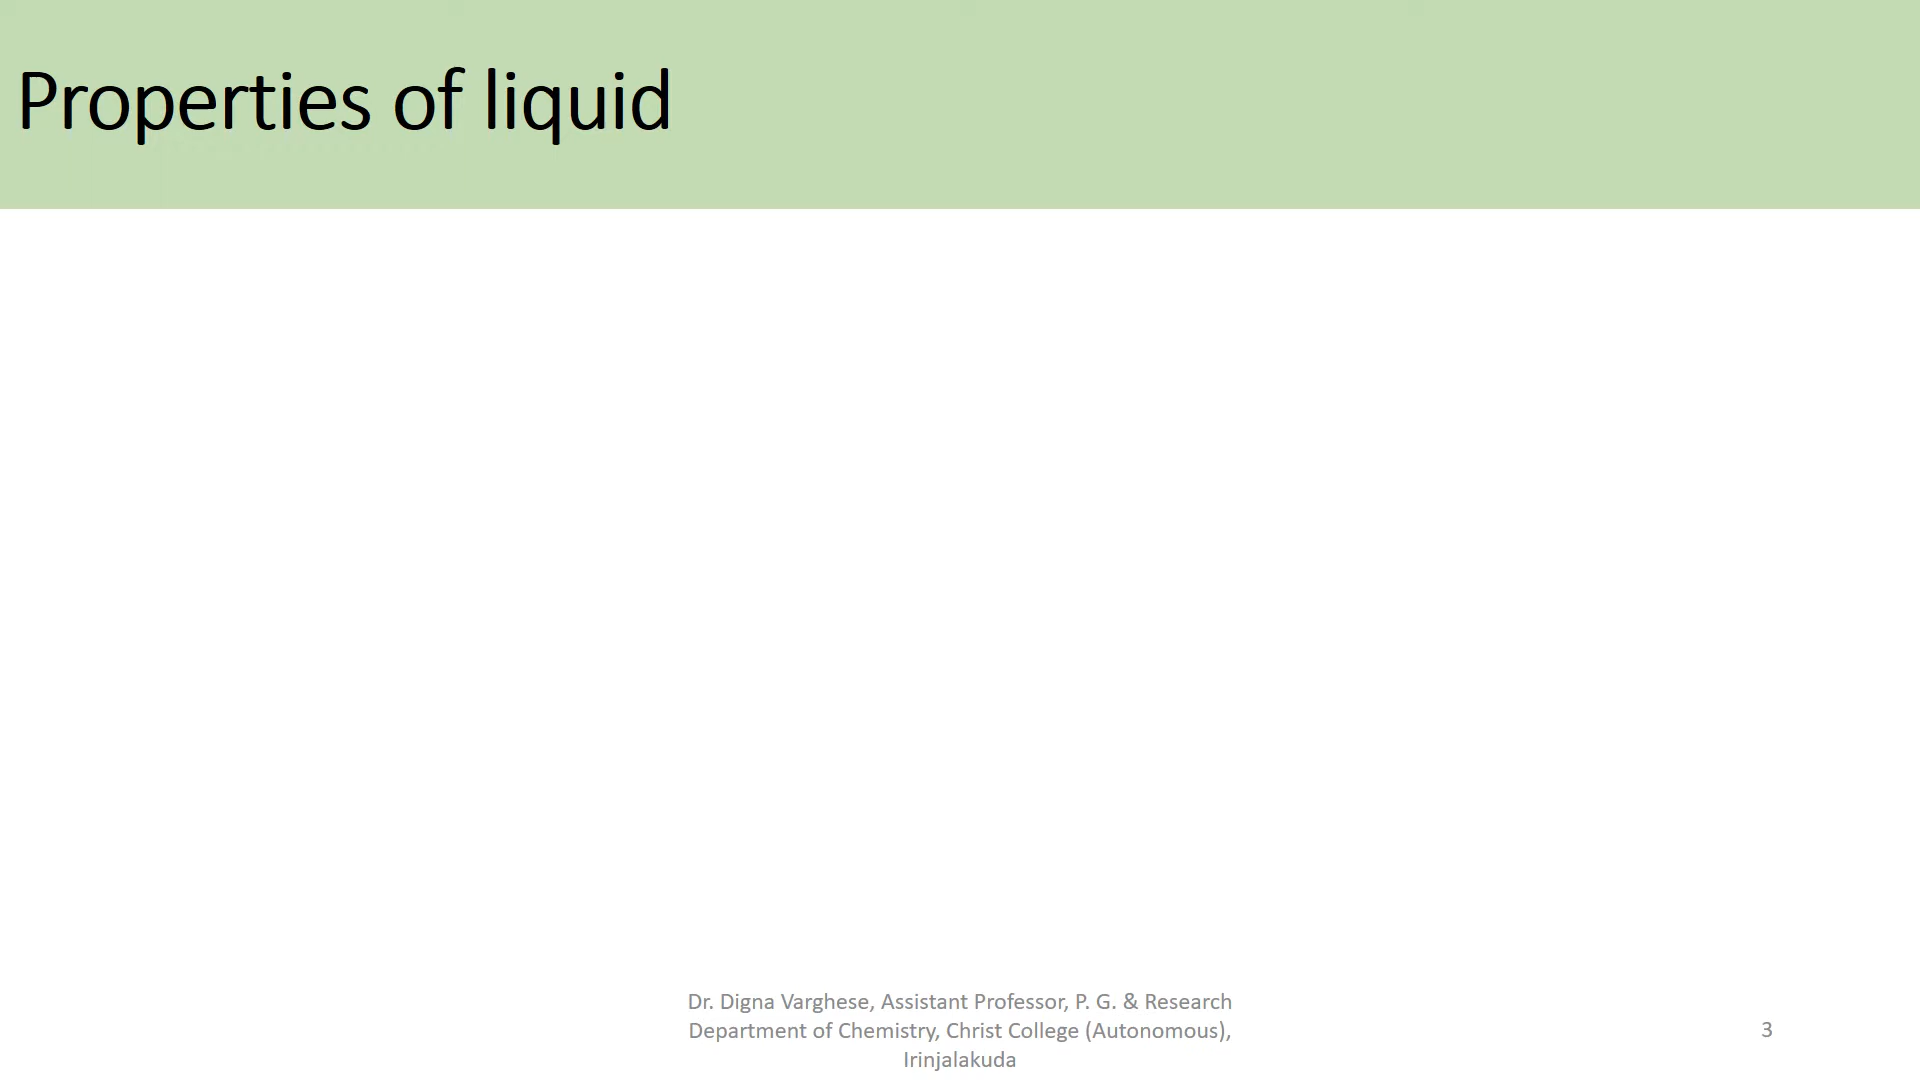 Properties of liquid
Dr. Digna Varghese, Assistant Professor, P. G. & Research
Department of Chemistry, Christ College (Autonomous),
Irinjalakuda
3